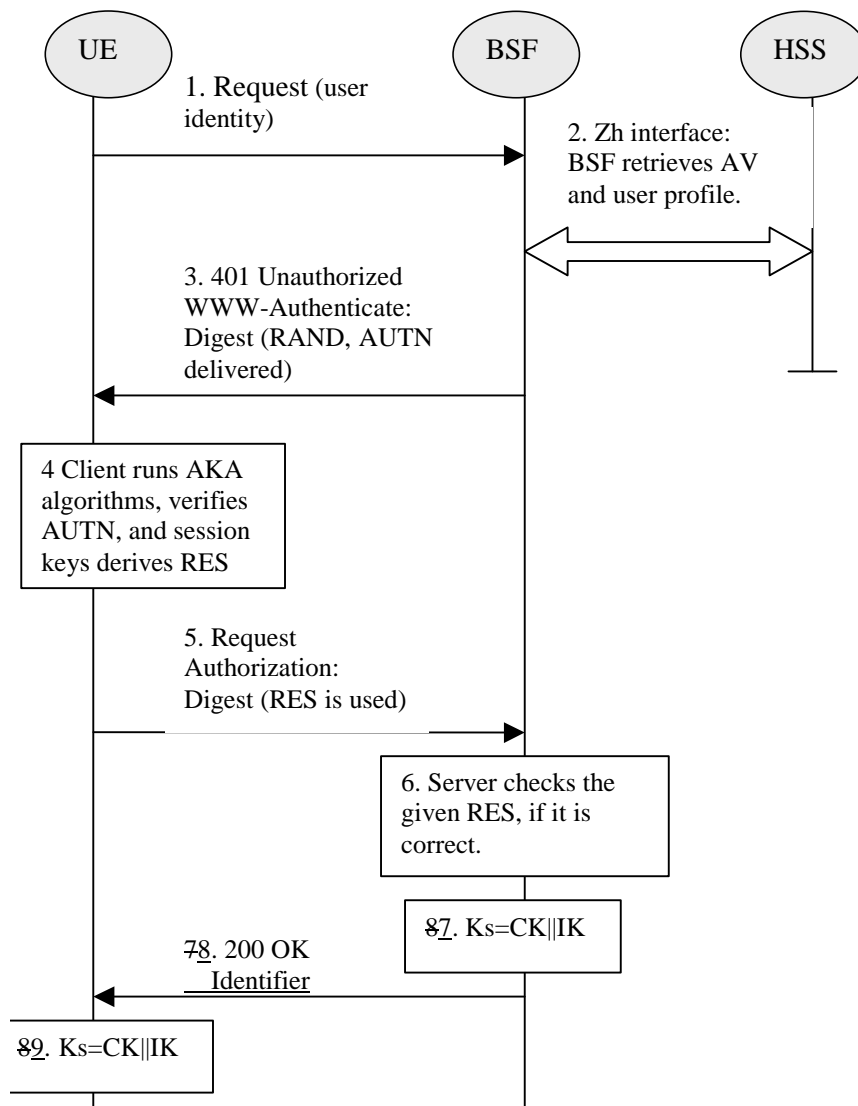 UE
BSF
HSS
1. Request (user
identity)
2. Zh interface:
BSF retrieves AV
and user profile.
3. 401 Unauthorized
WWW-Authenticate:
Digest (RAND, AUTN
delivered)
4 Client runs AKA
algorithms, verifies
AUTN, and session
keys derives RES
5. Request
Authorization:
Digest (RES is used)
6. Server checks the
given RES, if it is
correct.
87. Ks=CK||IK
78. 200 OK
Identifier
89. Ks=CK||IK